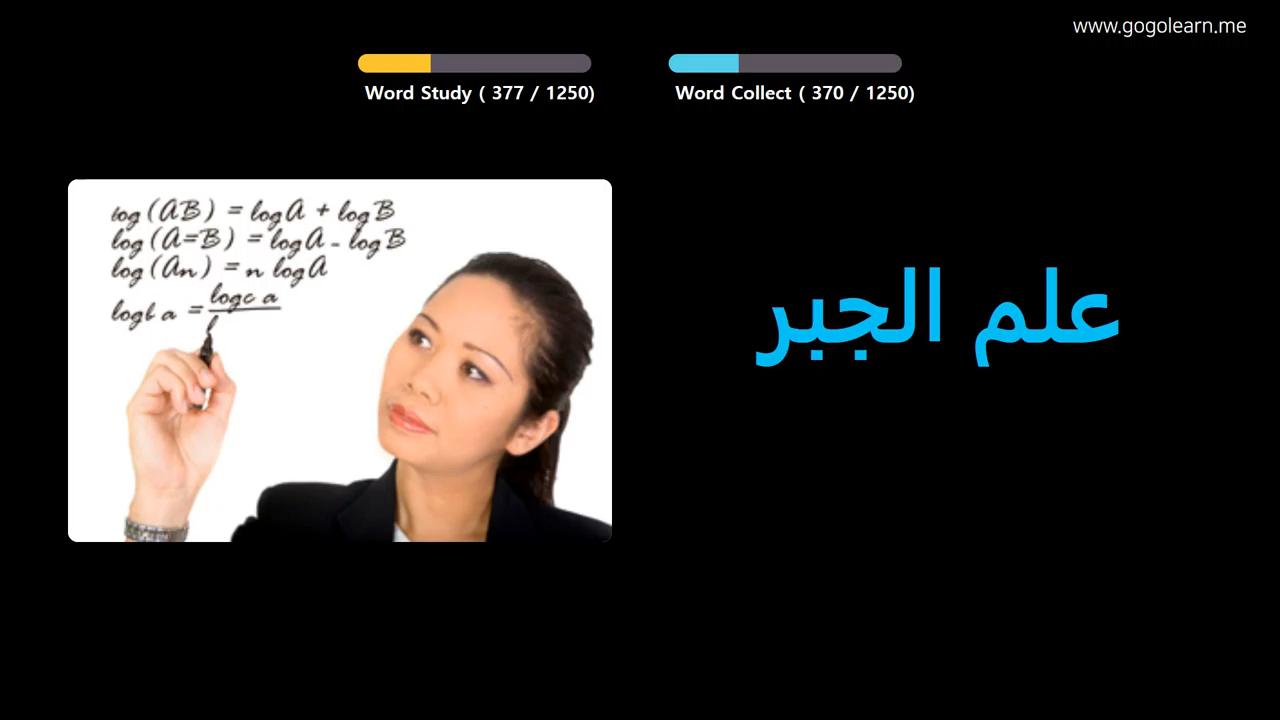 www.gogolearn.me
Word Study ( 377 / 1250)
Word Collect ( 370 / 1250)
log (AB) = log A + log B
log (A=B) = log A - log B
log (An) = n log A
logb a = logc a
علم الجبر